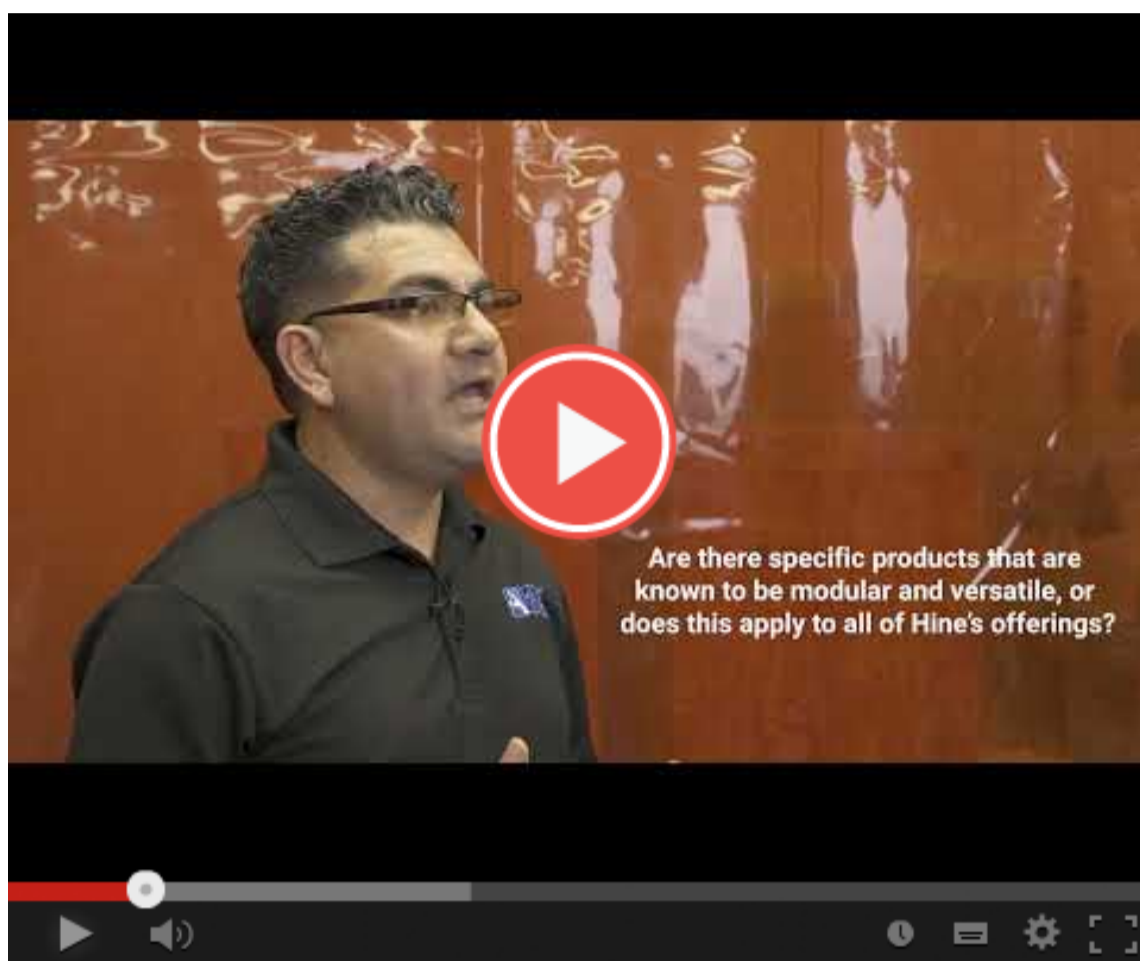 Are there specific products that are
known to be modular and versatile, or
does this apply to all of Hine's offerings?